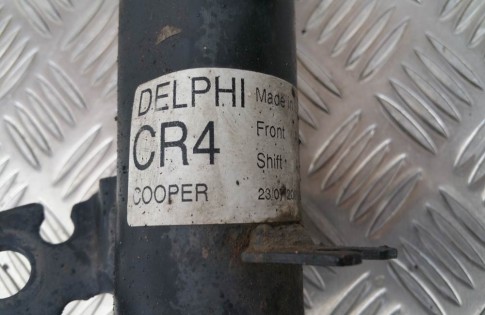 DELPHI
CR4
COOPER
Made
Front
Shift